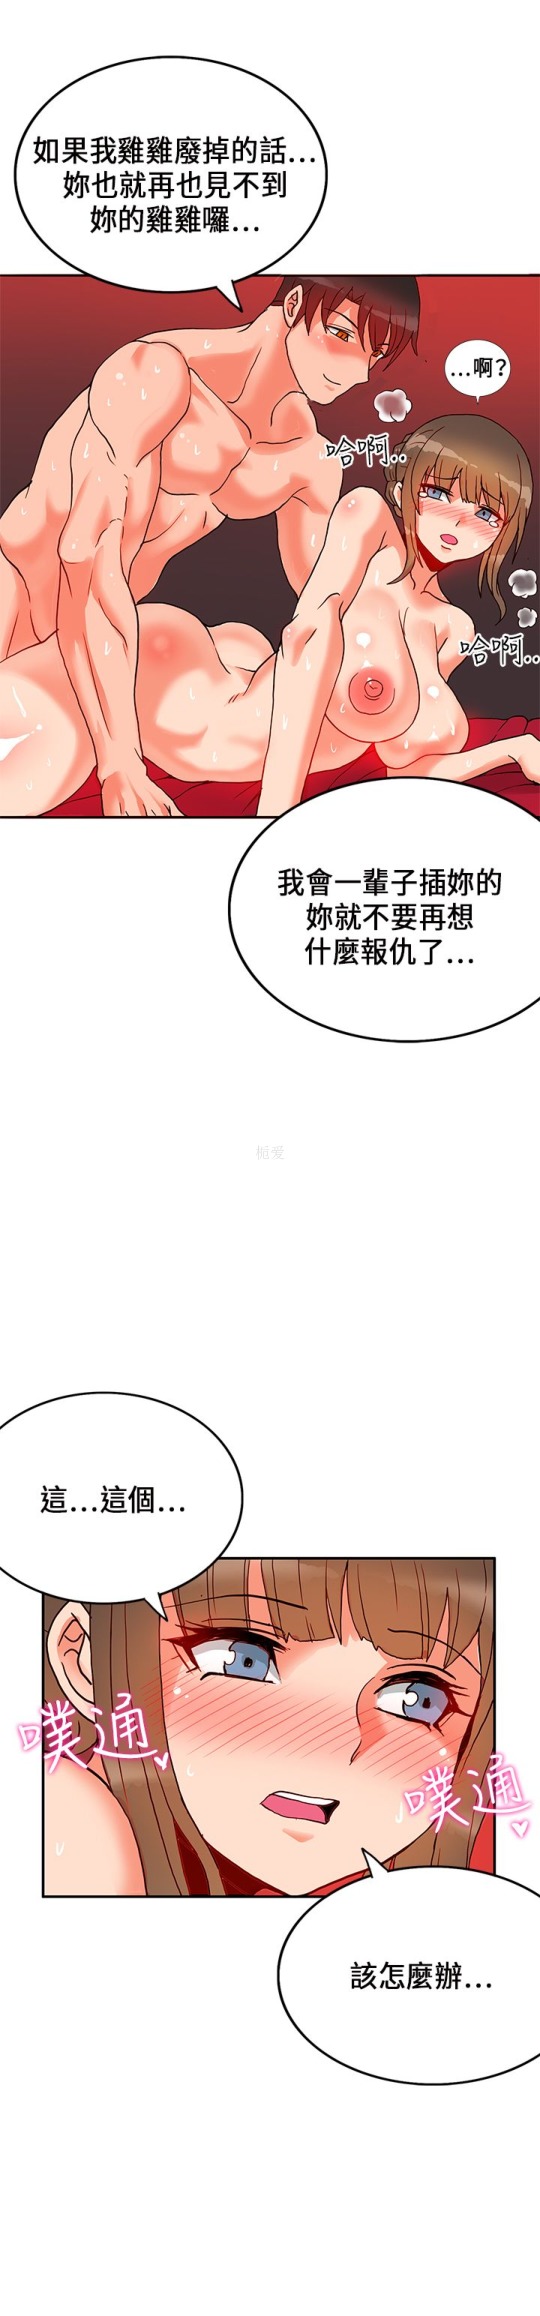 如果我雞雞廢掉的話...
妳也就再也見不到
妳的雞雞囉...
...啊?
哈啊..
哈啊..
我會一輩子插妳的
妳就不要再想
什麼報仇了...
栀爱
這...這個...
噗通
噗通
該怎麼辦...